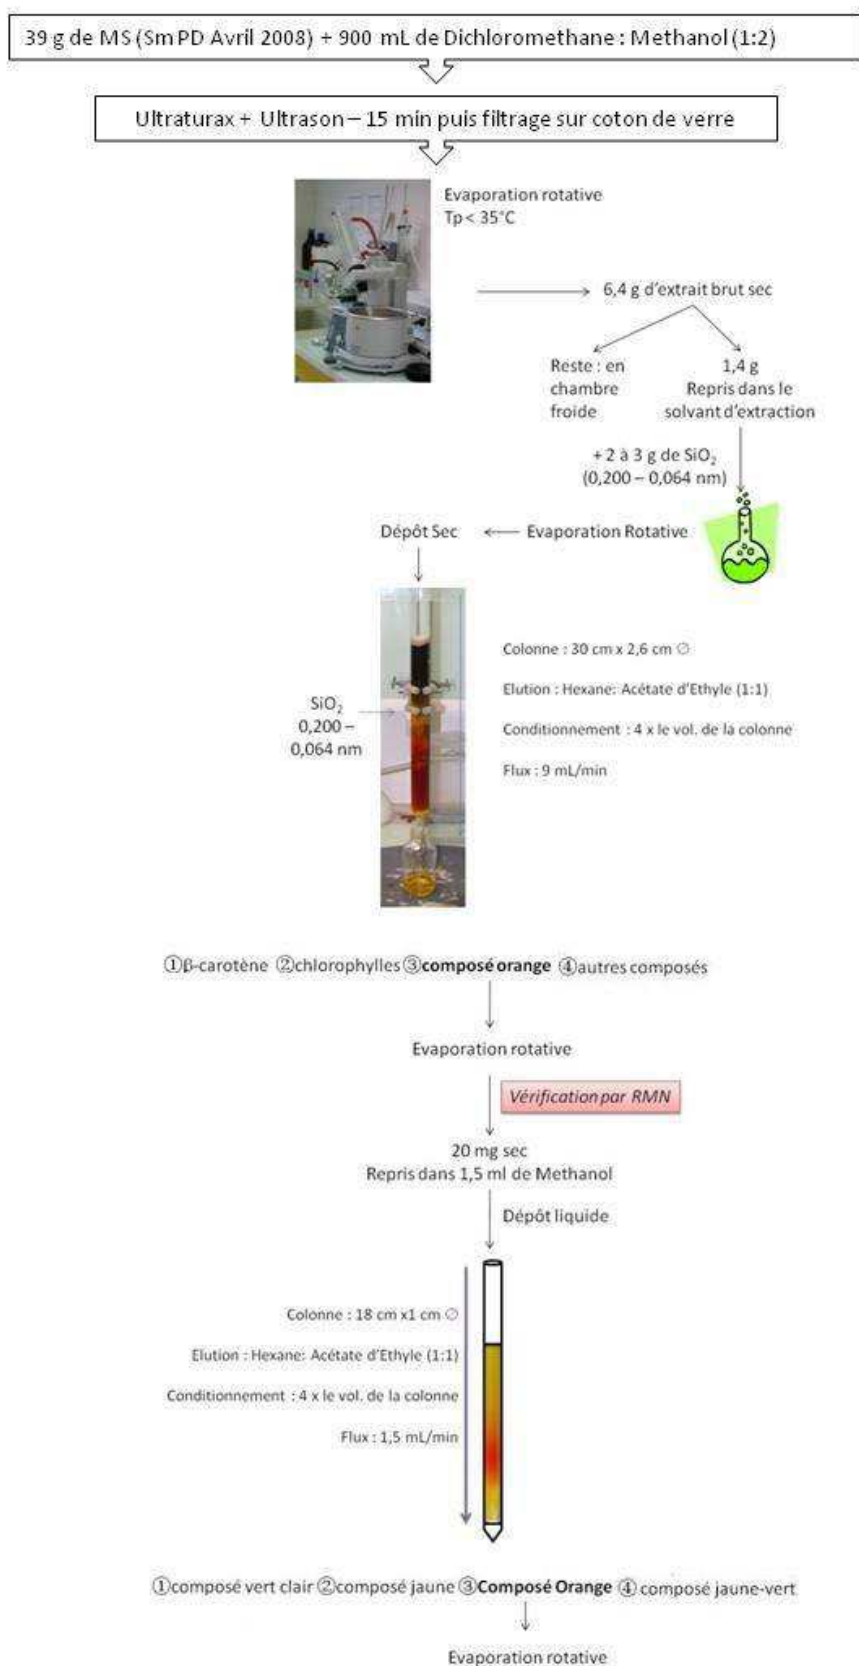 39 g de MS (Sm PD Avril 2008) + 900 mL de Dichloromethane : Methanol (1:2)
Ultraturax + Ultrason – 15 min puis filtrage sur coton de verre
Evaporation rotative
Tp < 35°C
6,4 g d'extrait brut sec
Reste : en
chambre
froide
1,4 g
Repris dans le
solvant d'extraction
+ 2 à 3 g de SiO₂
(0,200 – 0,064 nm)
Dépôt Sec
Evaporation Rotative
Colonne : 30 cm x 2,6 cm ∅
Elution : Hexane: Acétate d'Ethyle (1:1)
Conditionnement : 4 x le vol. de la colonne
Flux : 9 mL/min
SiO₂
0,200 –
0,064 nm
①β-carotène ②chlorophylles ③composé orange ④autres composés
Evaporation rotative
Vérification par RMN
20 mg sec
Repris dans 1,5 ml de Methanol
Dépôt liquide
Colonne : 18 cm x1 cm ∅
Elution : Hexane: Acétate d'Ethyle (1:1)
Conditionnement : 4 x le vol. de la colonne
Flux : 1,5 mL/min
①composé vert clair ②composé jaune ③Composé Orange ④ composé jaune-vert
Evaporation rotative